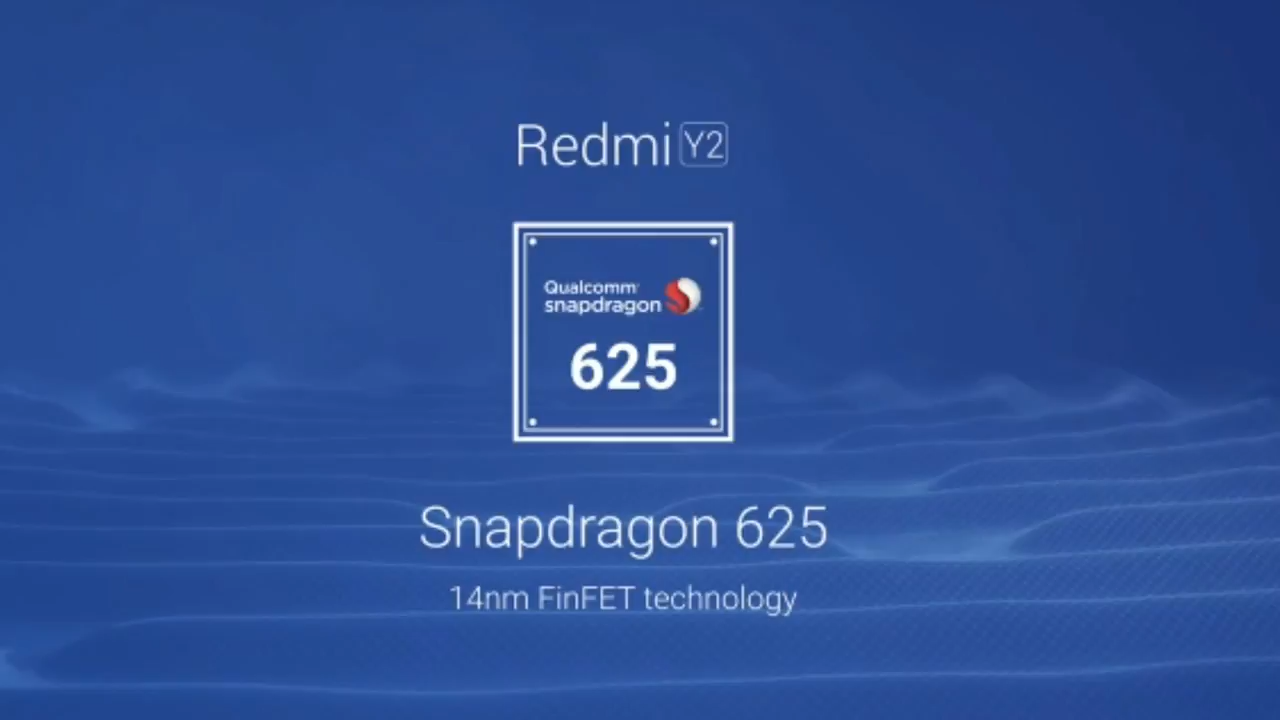 Redmi Y2
Qualcomm
snapdragon
625
Snapdragon 625
14nm FinFET technology